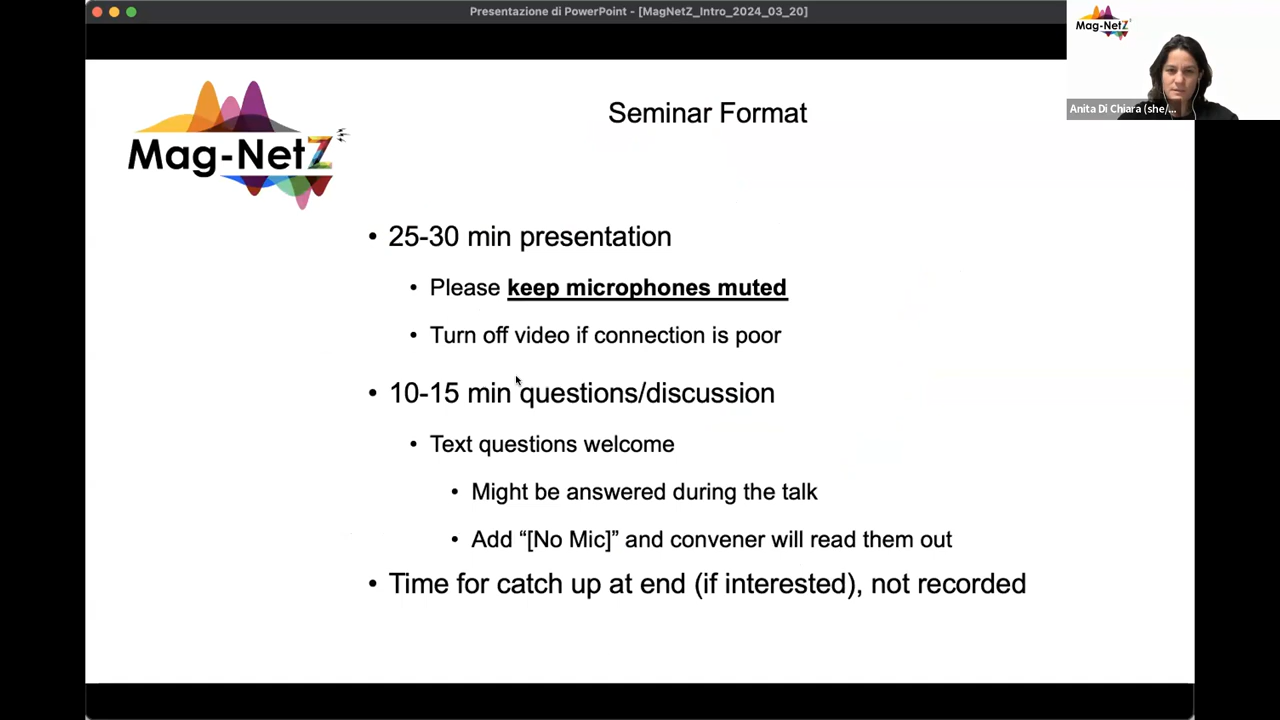 Presentazione di PowerPoint - [MagNetZ_Intro_2024_03_20]
Mag-NetZ
Anita Di Chiara (she/...
Mag-NetZ
Seminar Format
• 25-30 min presentation
• Please keep microphones muted
• Turn off video if connection is poor
• 10-15 min questions/discussion
• Text questions welcome
• Might be answered during the talk
• Add “[No Mic]” and convener will read them out
• Time for catch up at end (if interested), not recorded